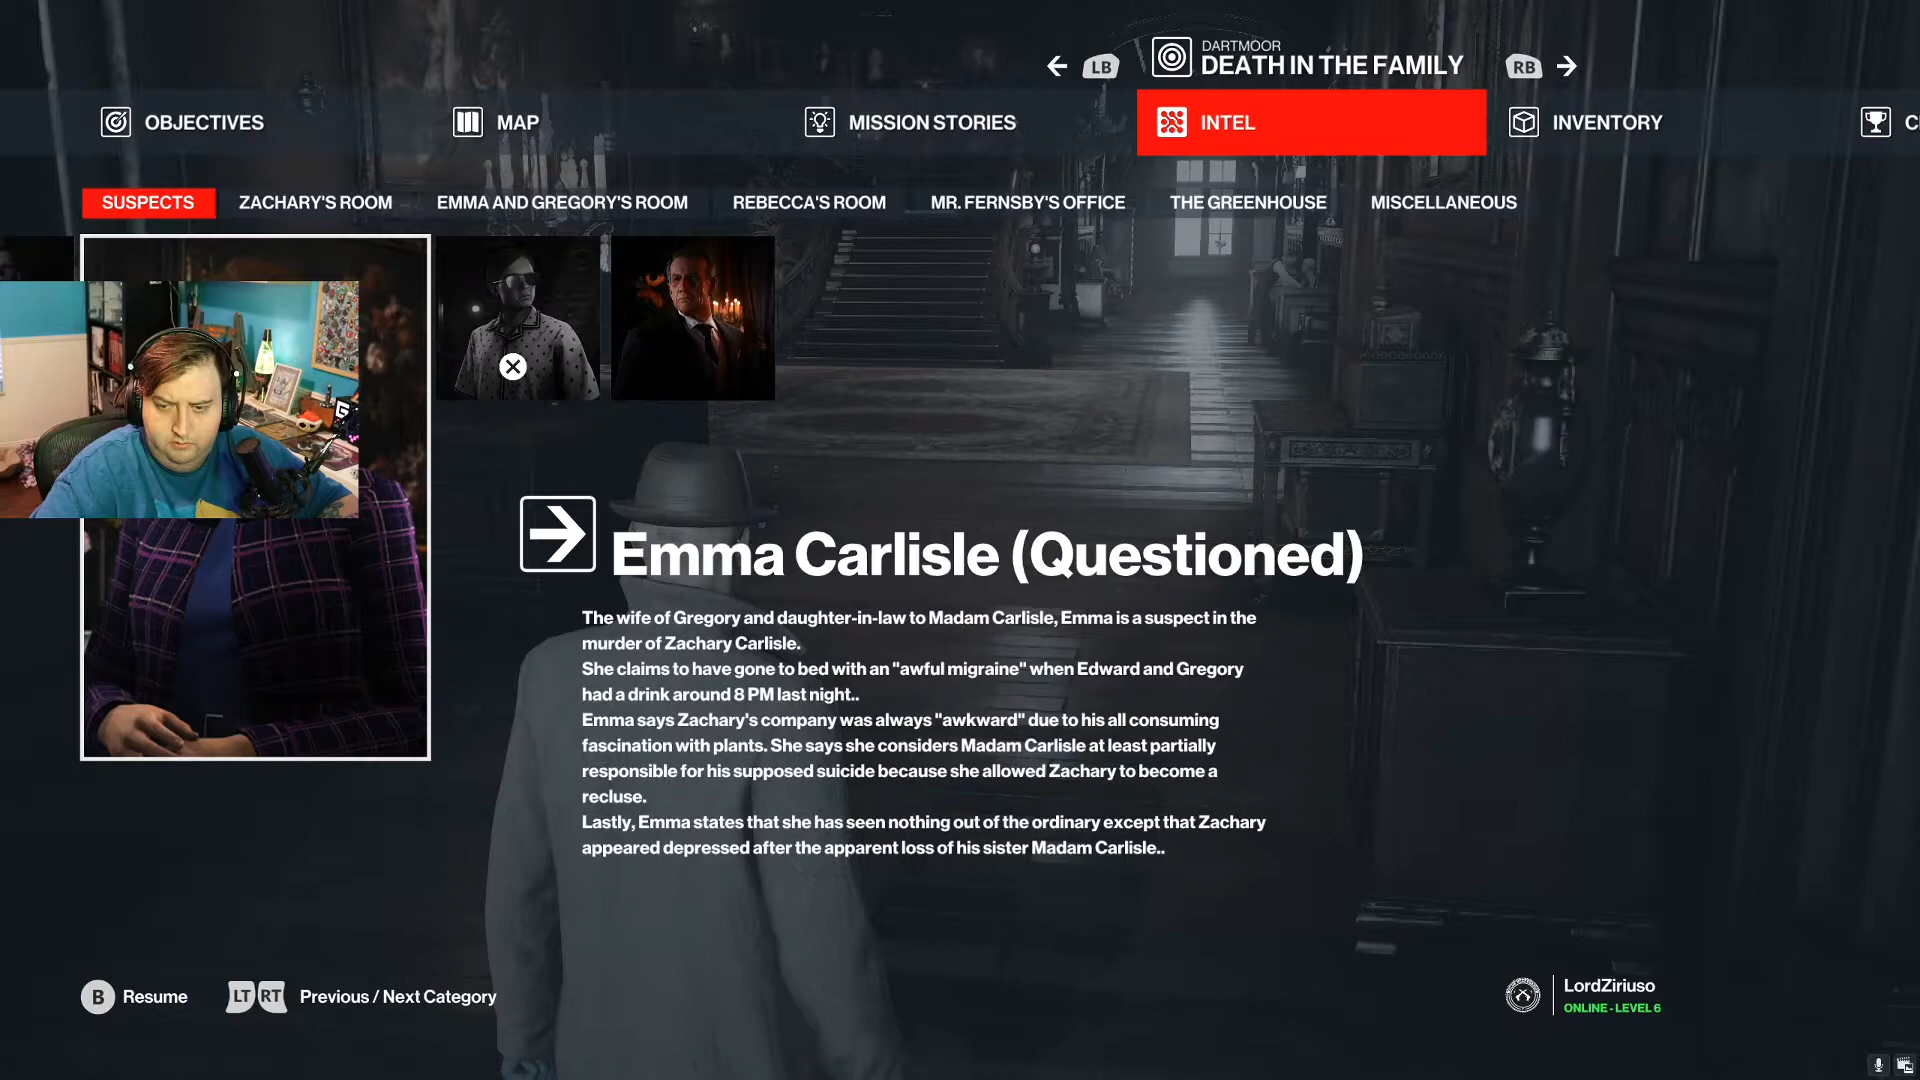 DARTMOOR
LB DEATH IN THE FAMILY RB
OBJECTIVES MAP MISSION STORIES INTEL INVENTORY C
SUSPECTS ZACHARY'S ROOM EMMA AND GREGORY'S ROOM REBECCA'S ROOM MR. FERNSBY'S OFFICE THE GREENHOUSE MISCELLANEOUS
Emma Carlisle (Questioned)
The wife of Gregory and daughter-in-law to Madam Carlisle, Emma is a suspect in the
murder of Zachary Carlisle.
She claims to have gone to bed with an "awful migraine" when Edward and Gregory
had a drink around 8 PM last night..
Emma says Zachary's company was always "awkward" due to his all consuming
fascination with plants. She says she considers Madam Carlisle at least partially
responsible for his supposed suicide because she allowed Zachary to become a
recluse.
Lastly, Emma states that she has seen nothing out of the ordinary except that Zachary
appeared depressed after the apparent loss of his sister Madam Carlisle..
B Resume LT RT Previous / Next Category
LordZiriuso
ONLINE - LEVEL 6